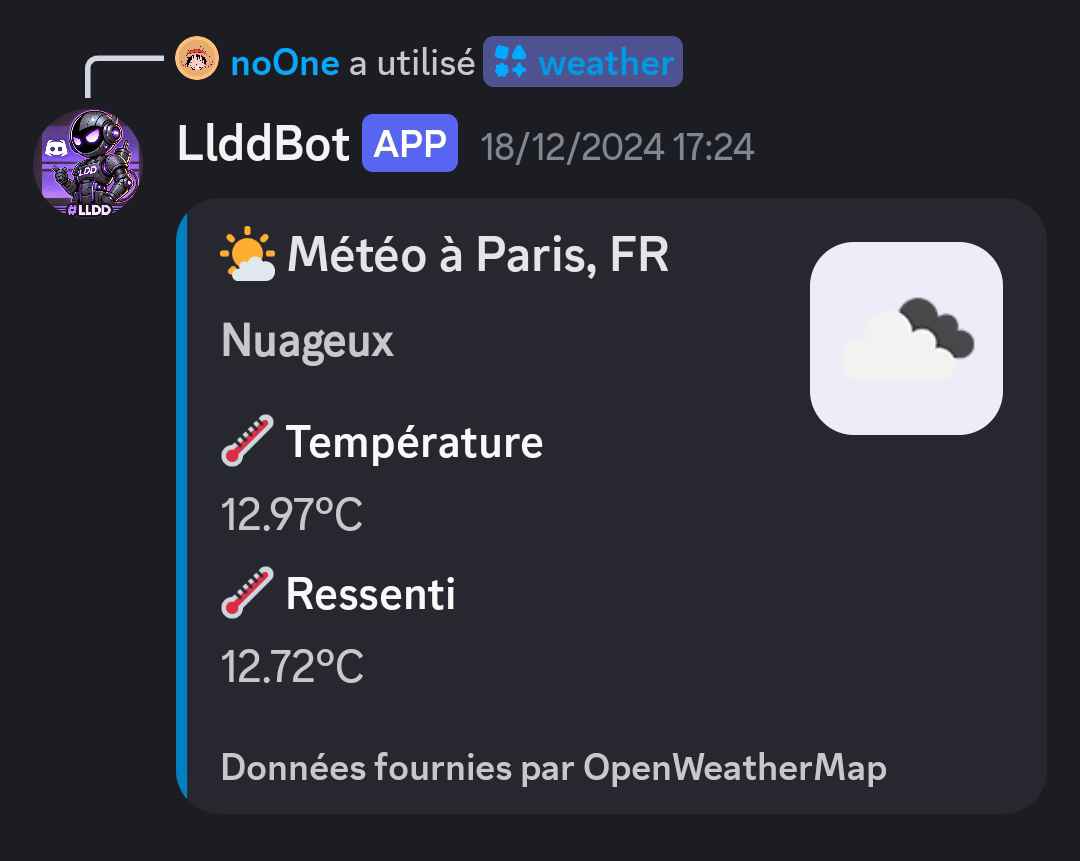 noOne a utilisé weather
LlddBot APP 18/12/2024 17:24
LDD
#LLDD
Météo à Paris, FR
Nuageux
Température
12.97°C
Ressenti
12.72°C
Données fournies par OpenWeatherMap